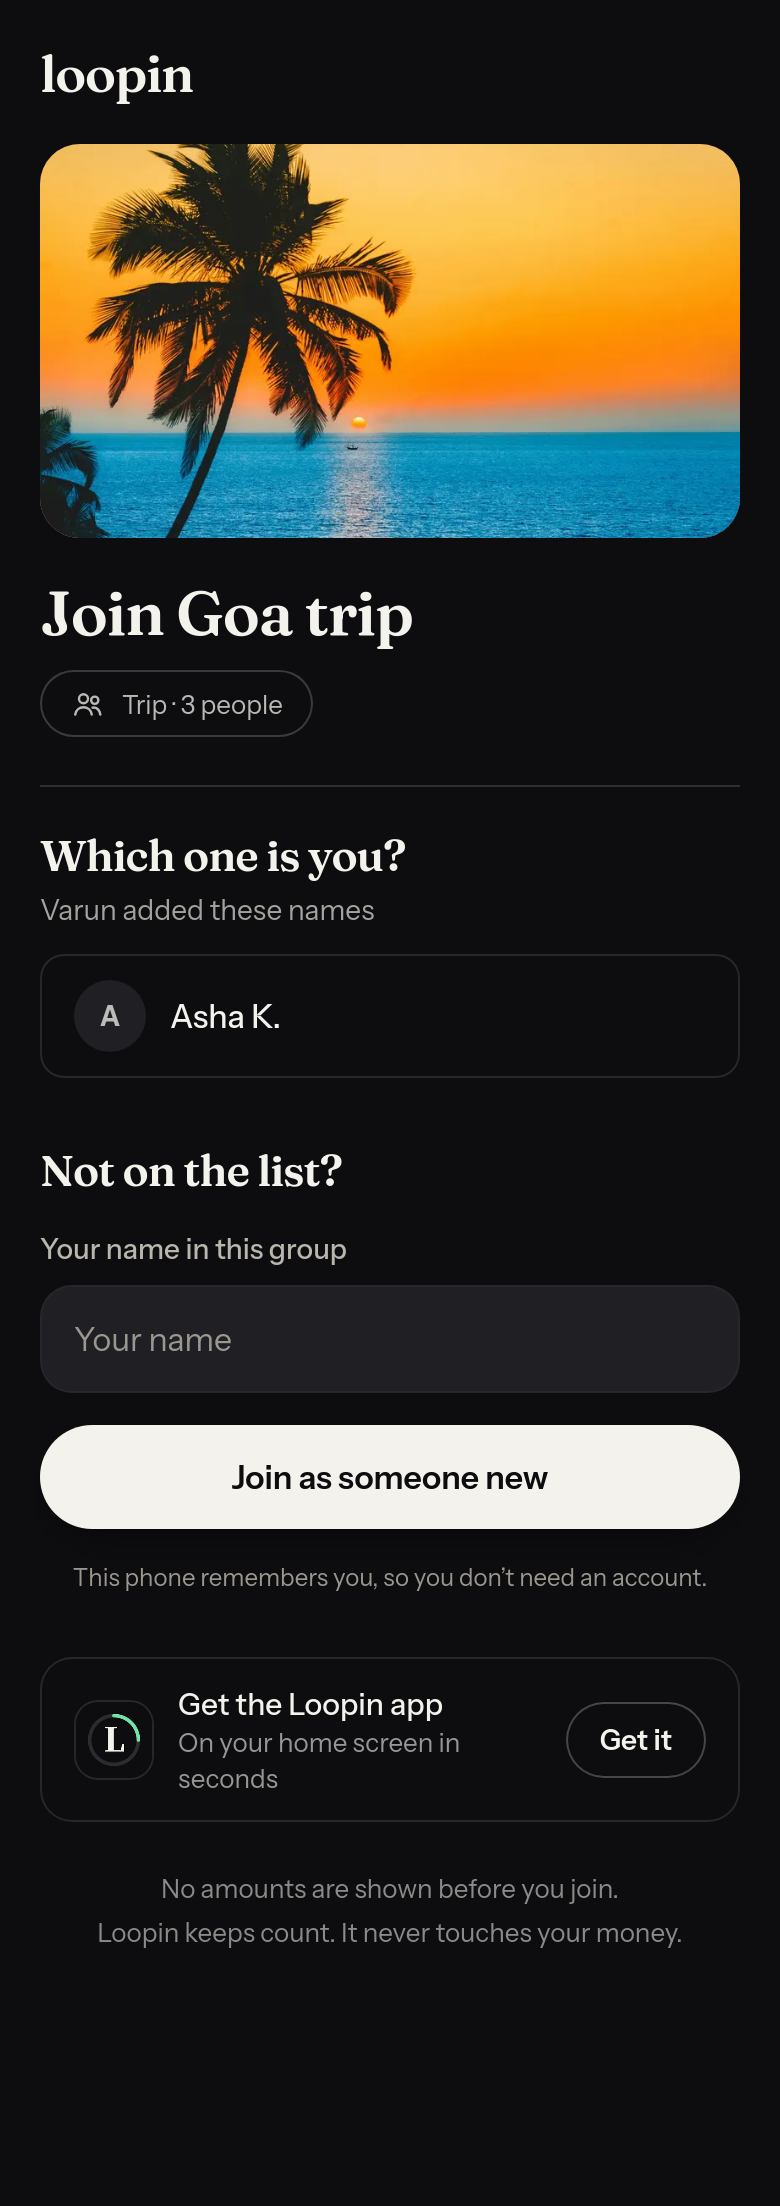 loopin
Join Goa trip
Trip · 3 people
Which one is you?
Varun added these names
A
Asha K.
Not on the list?
Your name in this group
Your name
Join as someone new
This phone remembers you, so you don’t need an account.
L
Get the Loopin app
On your home screen in
seconds
Get it
No amounts are shown before you join.
Loopin keeps count. It never touches your money.